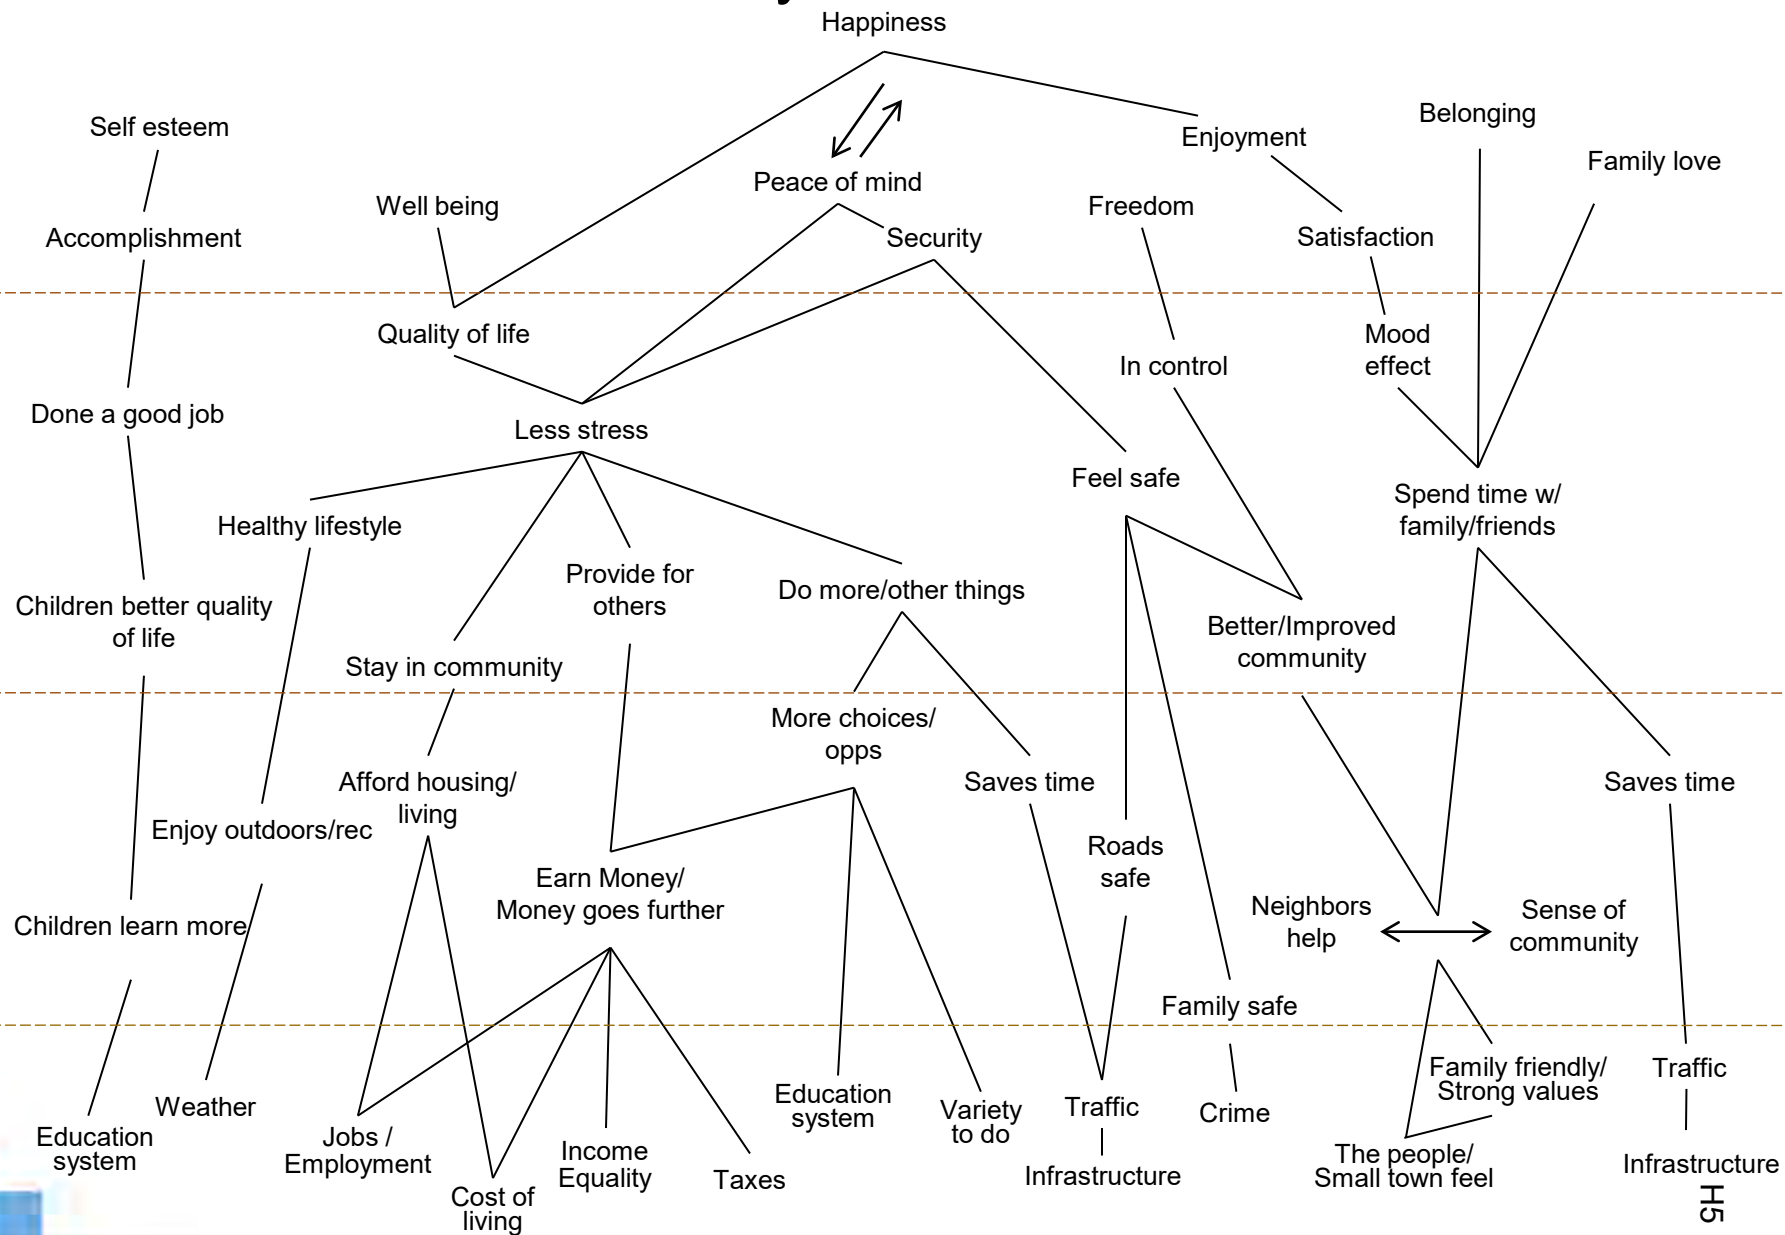 Happiness
Belonging
Self esteem
Enjoyment
Family love
Peace of mind
Well being
Freedom
Accomplishment
Security
Satisfaction
Quality of life
Mood
effect
In control
Done a good job
Less stress
Feel safe
Spend time w/
family/friends
Healthy lifestyle
Provide for
others
Do more/other things
Children better quality
of life
Better/Improved
community
Stay in community
More choices/
opps
Afford housing/
living
Saves time
Saves time
Enjoy outdoors/rec
Roads
safe
Earn Money/
Money goes further
Children learn more
Neighbors
help
Sense of
community
Family safe
Family friendly/
Strong values
Traffic
Education
system
Weather
Variety
to do
Traffic
Crime
Education
system
Jobs /
Employment
Income
Equality
Taxes
Infrastructure
The people/
Small town feel
Infrastructure
Cost of
living
H5